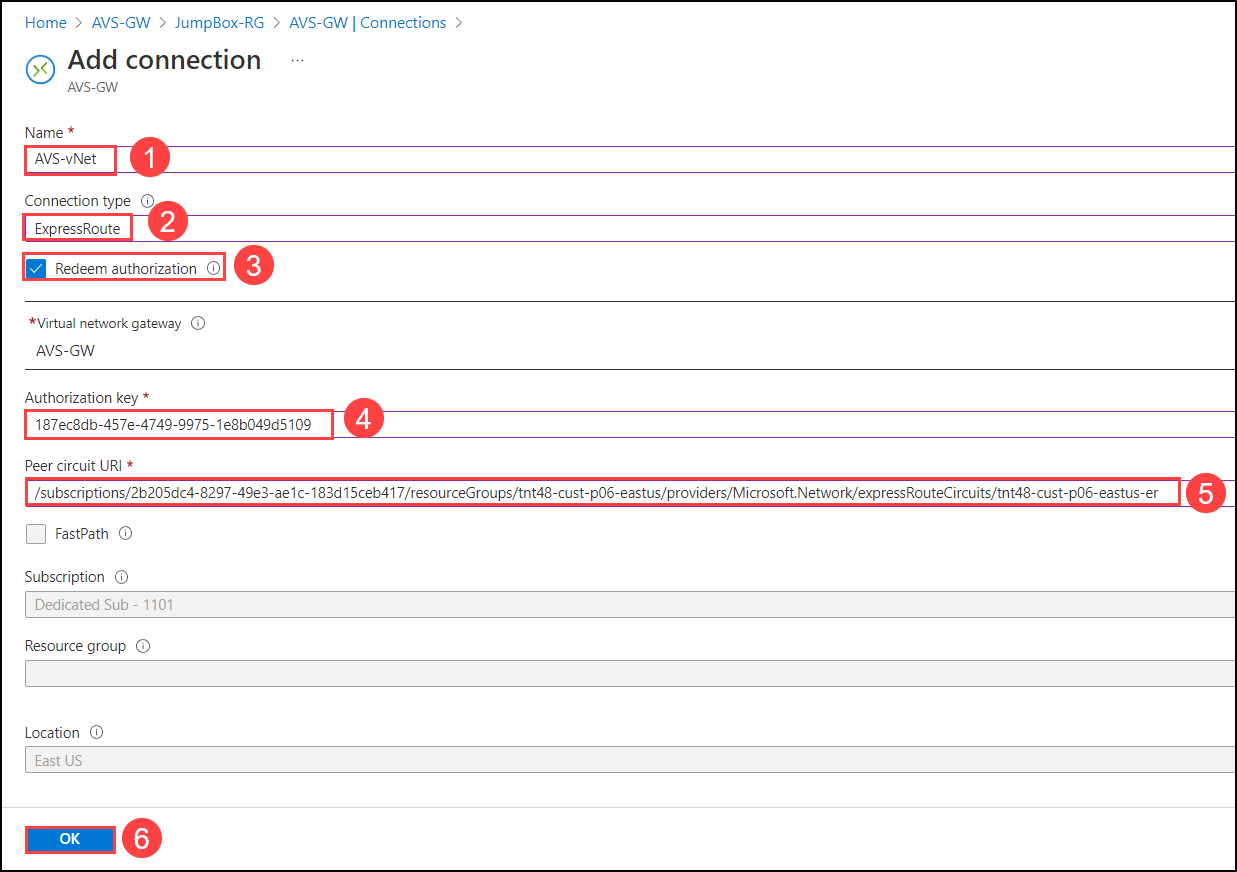 Home > AVS-GW > JumpBox-RG > AVS-GW | Connections >
Add connection ...
AVS-GW
Name *
AVS-vNet 1
Connection type
ExpressRoute 2
Redeem authorization 3
*Virtual network gateway
AVS-GW
Authorization key *
187ec8db-457e-4749-9975-1e8b049d5109 4
Peer circuit URI *
/subscriptions/2b205dc4-8297-49e3-ae1c-183d15ceb417/resourceGroups/tnt48-cust-p06-eastus/providers/Microsoft.Network/expressRouteCircuits/tnt48-cust-p06-eastus-er 5
FastPath
Subscription
Dedicated Sub - 1101
Resource group
Location
East US
OK 6